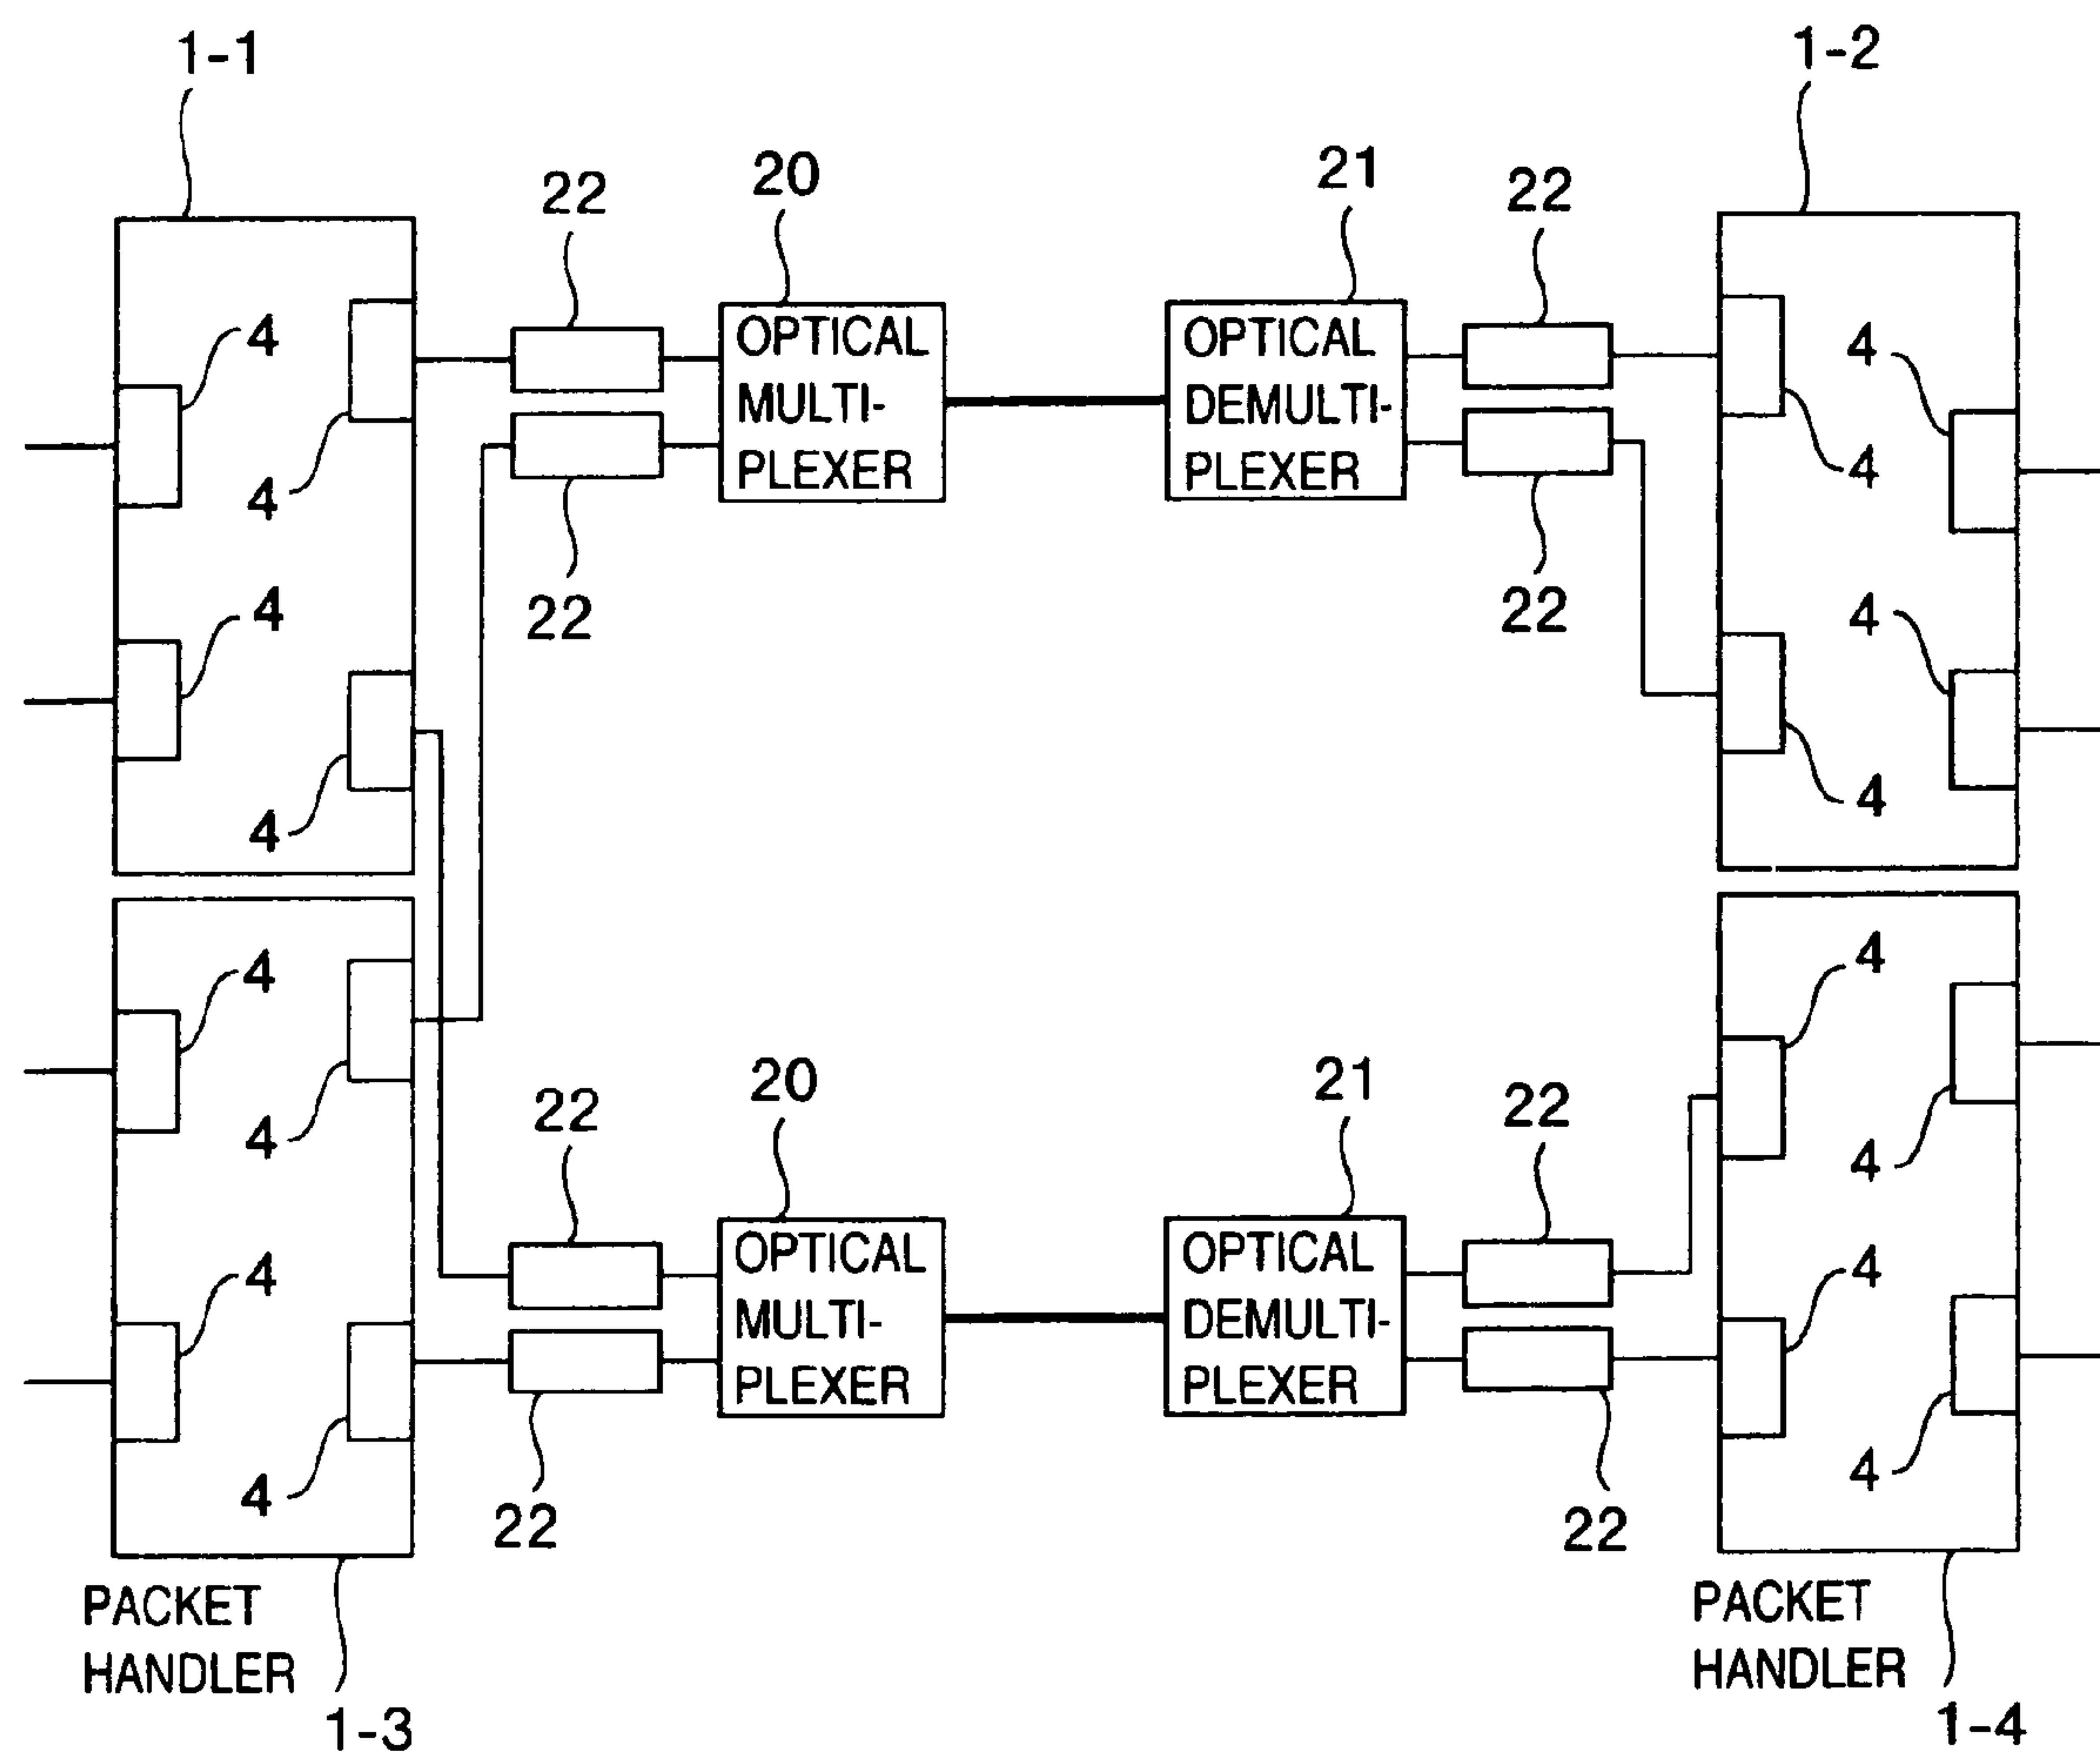 1-1
1-2
20
21
22
22
OPTICAL
MULTI-
PLEXER
OPTICAL
DEMULTI-
PLEXER
4
4
4
4
4
4
22
22
4
4
4
4
4
4
4
4
20
21
22
22
4
4
OPTICAL
MULTI-
PLEXER
OPTICAL
DEMULTI-
PLEXER
22
22
PACKET
HANDLER
PACKET
HANDLER
1-3
1-4